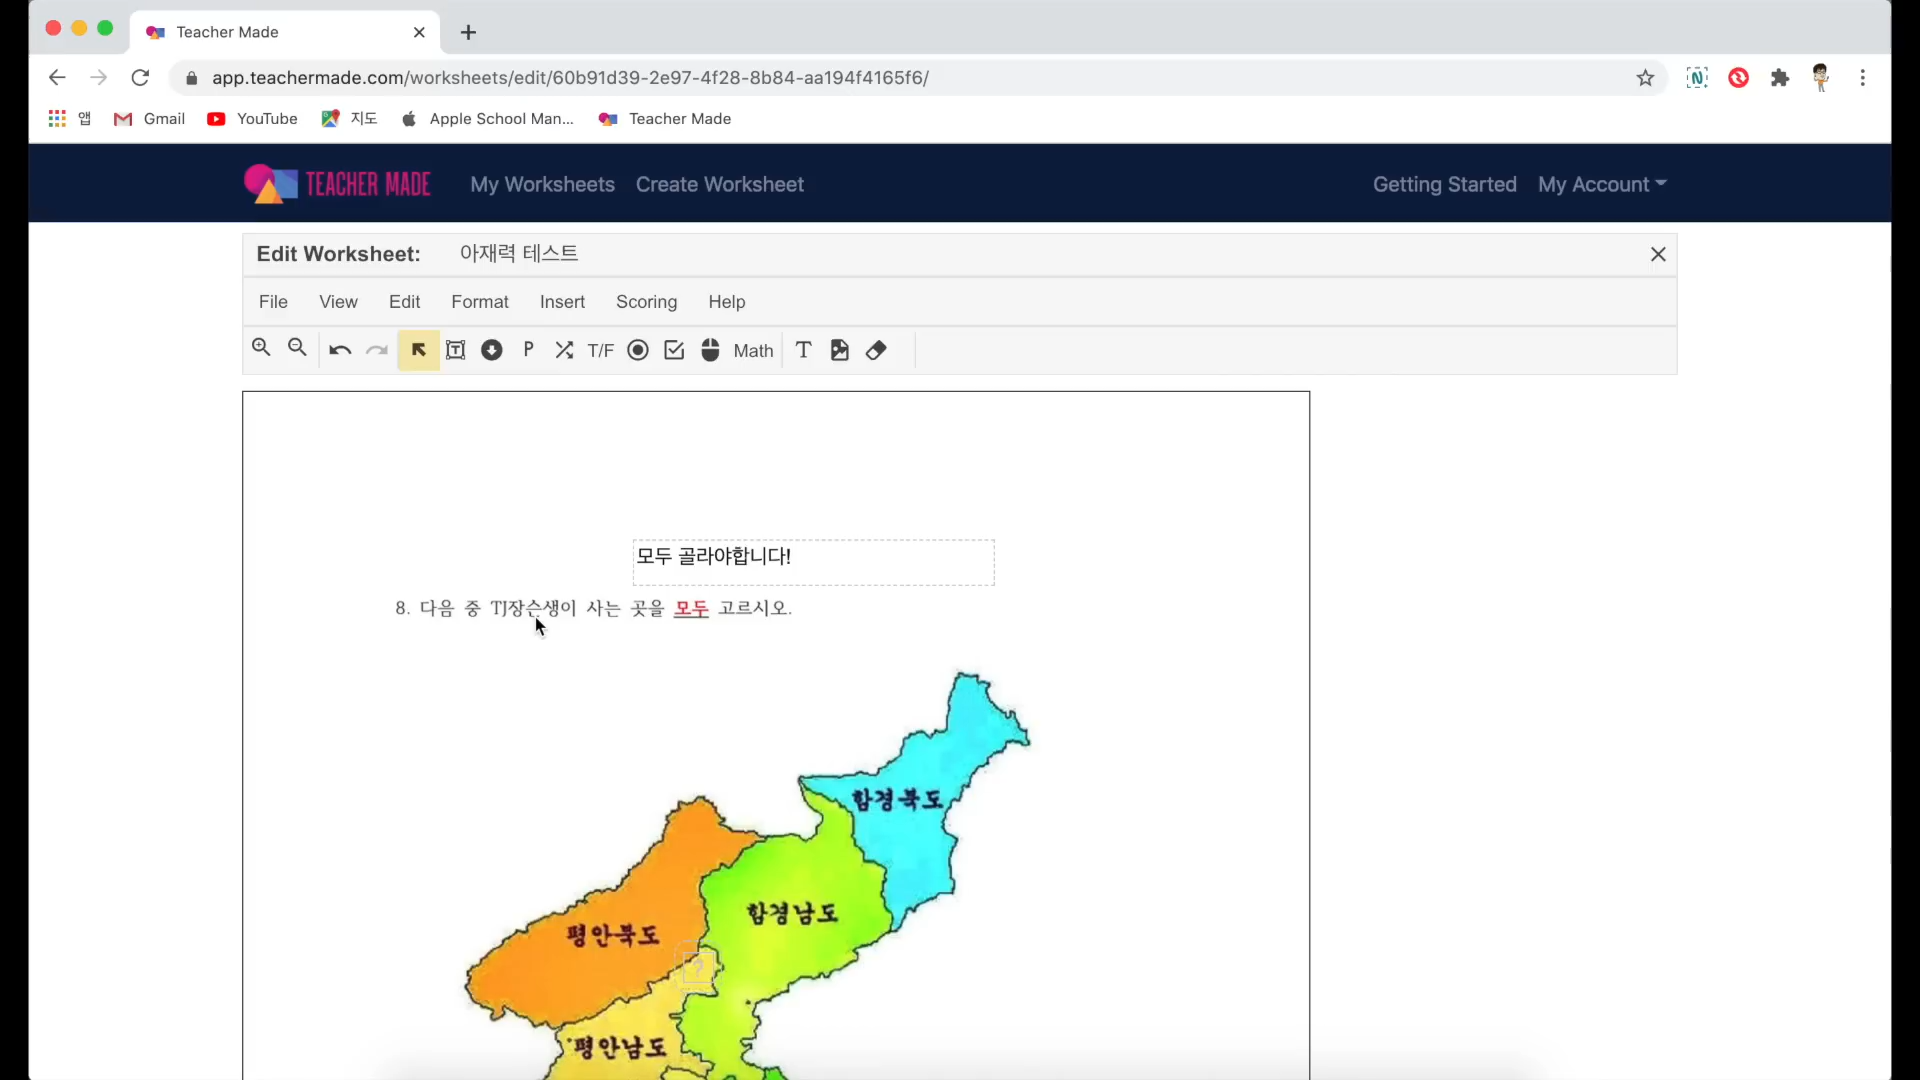 Teacher Made
app.teachermade.com/worksheets/edit/60b91d39-2e97-4f28-8b84-aa194f4165f6/
앱 Gmail YouTube 지도 Apple School Man... Teacher Made
TEACHER MADE My Worksheets Create Worksheet Getting Started My Account
Edit Worksheet: 아재력 테스트
File View Edit Format Insert Scoring Help
P T/F Math T
모두 골라야합니다!
8. 다음 중 TJ장슨생이 사는 곳을 모두 고르시오.
함경북도
함경남도
평안북도
?
평안남도